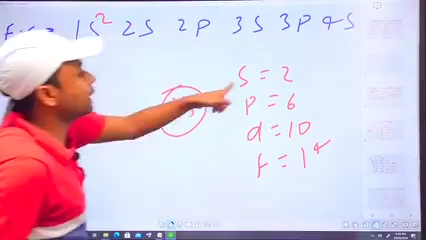 1S² 2S 2P 3S 3P 4S
S = 2
P = 6
d = 10
f = 14